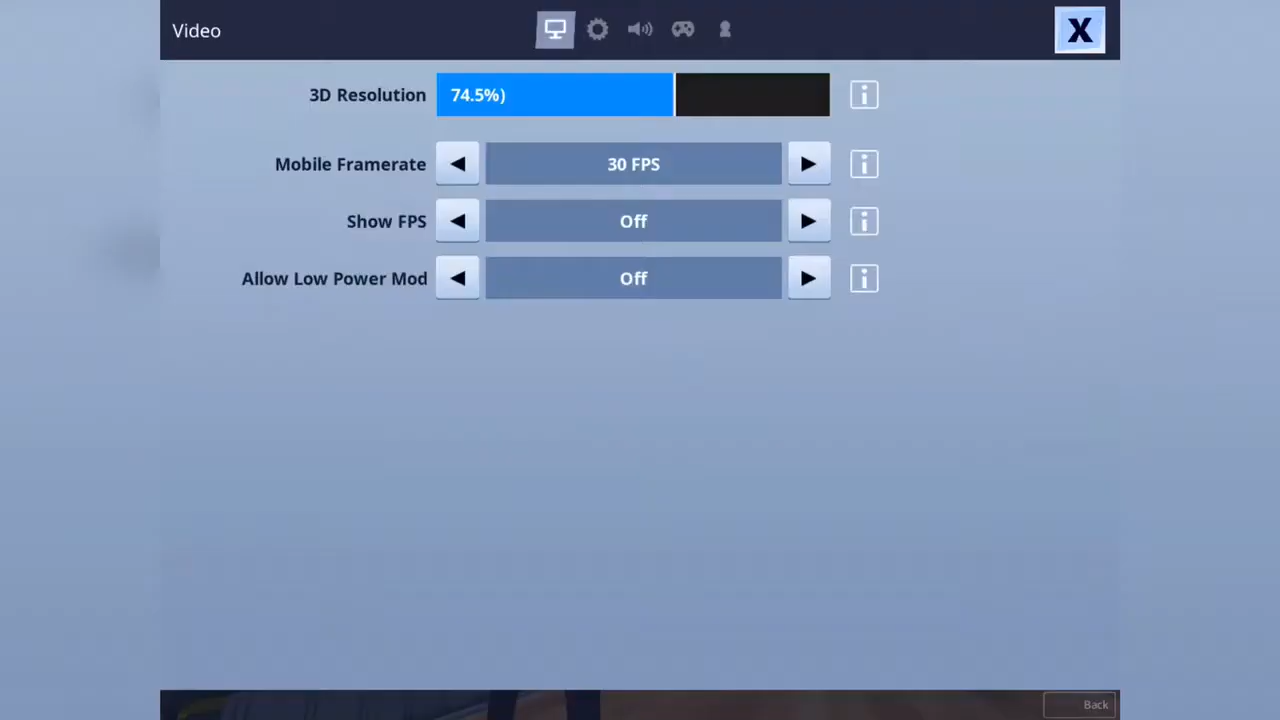 Video
X
3D Resolution 74.5%)
Mobile Framerate 30 FPS
Show FPS Off
Allow Low Power Mod Off
Back